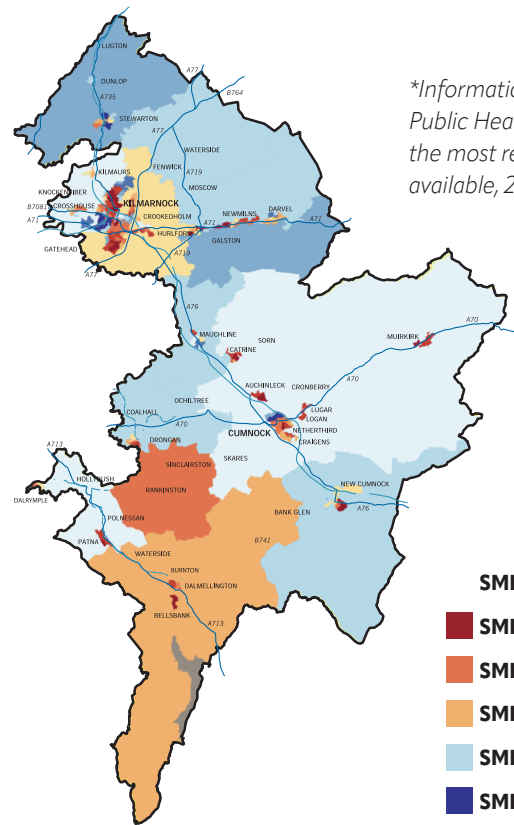 LUGTON
A77
B764
DUNLOP
A735
*Informatio
Public Hea
the most re
available, 2
STEWARTON
A77
WATERSIDE
FENWICK
A719
KILMAURS
MOSCOW
KNOCKENTIBER
KILMARNOCK
B7081
CROSSHOUSE
CROOKEDHOLM
NEWMILNS
DARVEL
A71
A71
A71
HURLFORD
GATEHEAD
A719
GALSTON
A77
A76
MAUCHLINE
SORN
A70
CATRINE
MUIRKIRK
AUCHINLECK
CRONBERRY
A70
OCHILTREE
LUGAR
COALHALL
LOGAN
A70
CUMNOCK
NETHERTHIRD
A713
DRONGAN
CRAIGENS
SINCLAIRSTON
SKARES
HOLLYBUSH
NEW CUMNOCK
DALRYMPLE
RANKINSTON
POLNESSAN
BANK GLEN
A76
PATNA
B741
WATERSIDE
BURNTON
DALMELLINGTON
SMI
BELLSBANK
A713
SMI
SMI
SMI
SMI
SMI